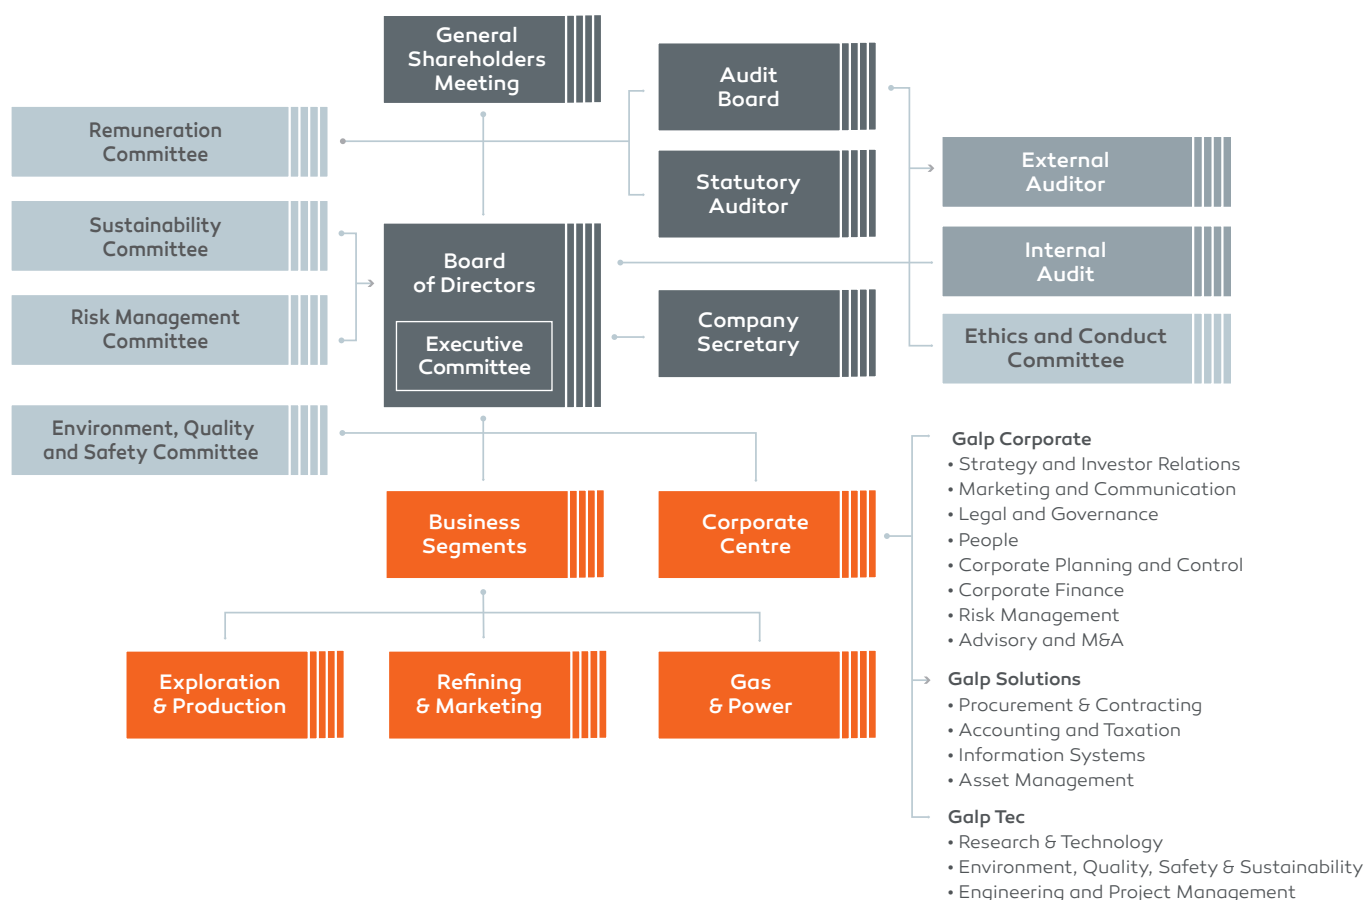 General
Shareholders
Meeting
Audit
Board
Remuneration
Committee
External
Auditor
Statutory
Auditor
Sustainability
Committee
Board
of Directors
Internal
Audit
Risk Management
Committee
Executive
Committee
Company
Secretary
Ethics and Conduct
Committee
Environment, Quality
and Safety Committee
Business
Segments
Corporate
Centre
Exploration
& Production
Refining
& Marketing
Gas
& Power
Galp Corporate
• Strategy and Investor Relations
• Marketing and Communication
• Legal and Governance
• People
• Corporate Planning and Control
• Corporate Finance
• Risk Management
• Advisory and M&A
Galp Solutions
• Procurement & Contracting
• Accounting and Taxation
• Information Systems
• Asset Management
Galp Tec
• Research & Technology
• Environment, Quality, Safety & Sustainability
• Engineering and Project Management